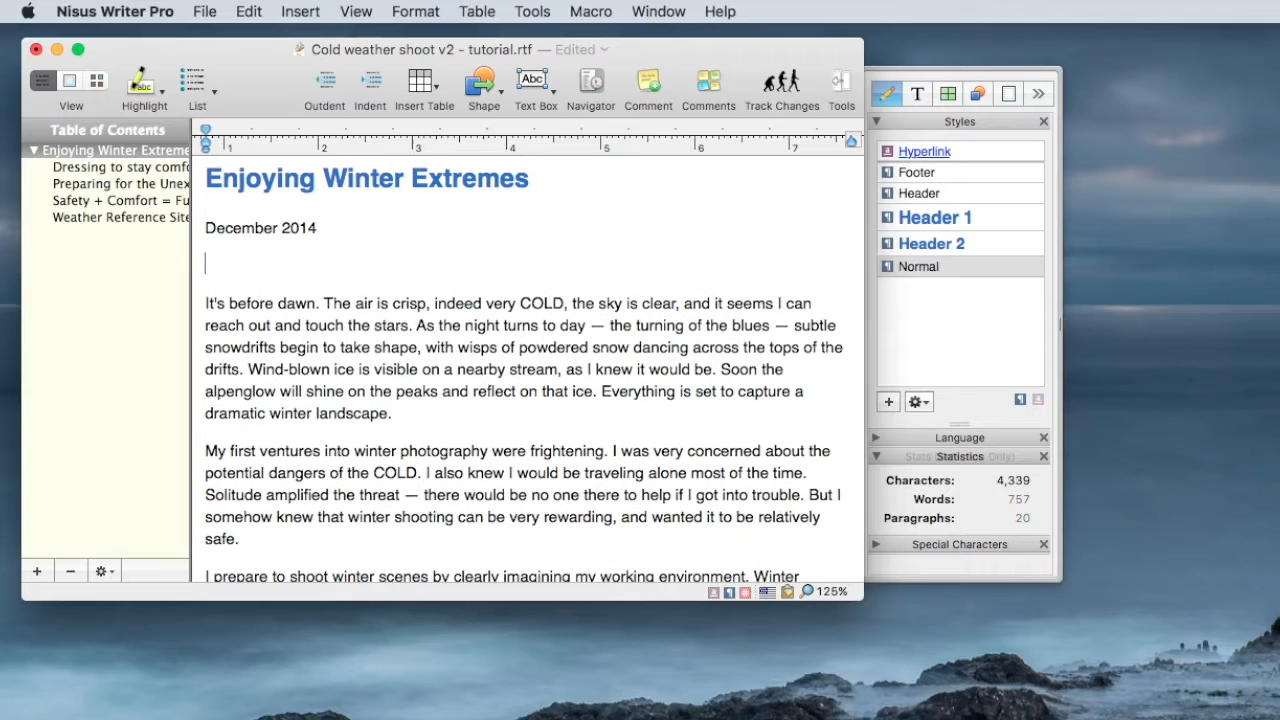 Nisus Writer Pro File Edit Insert View Format Table Tools Macro Window Help
Cold weather shoot v2 - tutorial.rtf — Edited
abc
Abc
View Highlight List Outdent Indent Insert Table Shape Text Box Navigator Comment Comments Track Changes Tools
Table of Contents
Enjoying Winter Extreme
Dressing to stay comfo
Preparing for the Unex
Safety + Comfort = Fu
Weather Reference Site
1 2 3 4 5 6 7
Enjoying Winter Extremes
December 2014
It's before dawn. The air is crisp, indeed very COLD, the sky is clear, and it seems I can
reach out and touch the stars. As the night turns to day — the turning of the blues — subtle
snowdrifts begin to take shape, with wisps of powdered snow dancing across the tops of the
drifts. Wind-blown ice is visible on a nearby stream, as I knew it would be. Soon the
alpenglow will shine on the peaks and reflect on that ice. Everything is set to capture a
dramatic winter landscape.
My first ventures into winter photography were frightening. I was very concerned about the
potential dangers of the COLD. I also knew I would be traveling alone most of the time.
Solitude amplified the threat — there would be no one there to help if I got into trouble. But I
somehow knew that winter shooting can be very rewarding, and wanted it to be relatively
safe.
I prepare to shoot winter scenes by clearly imagining my working environment. Winter
125%
T
Styles
Hyperlink
Footer
Header
Header 1
Header 2
Normal
Language
Statistics
Characters: 4,339
Words: 757
Paragraphs: 20
Special Characters